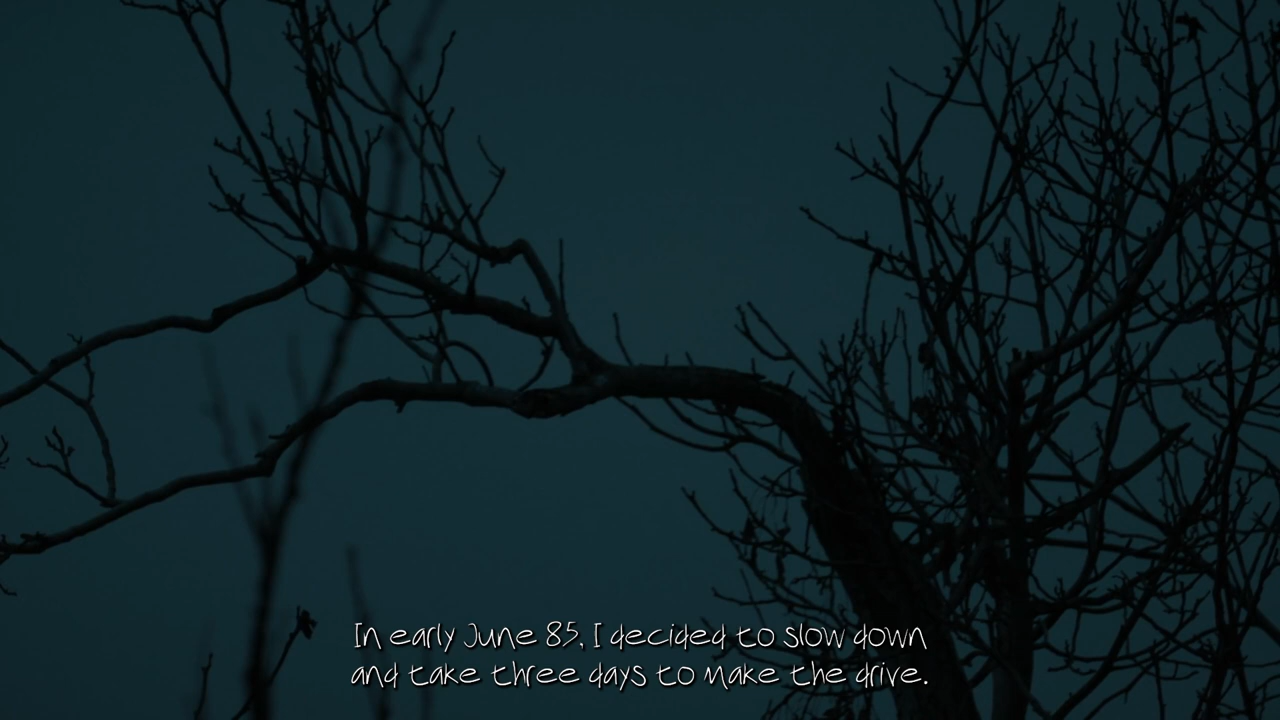 In early June 85, I decided to slow down
and take three days to make the drive.